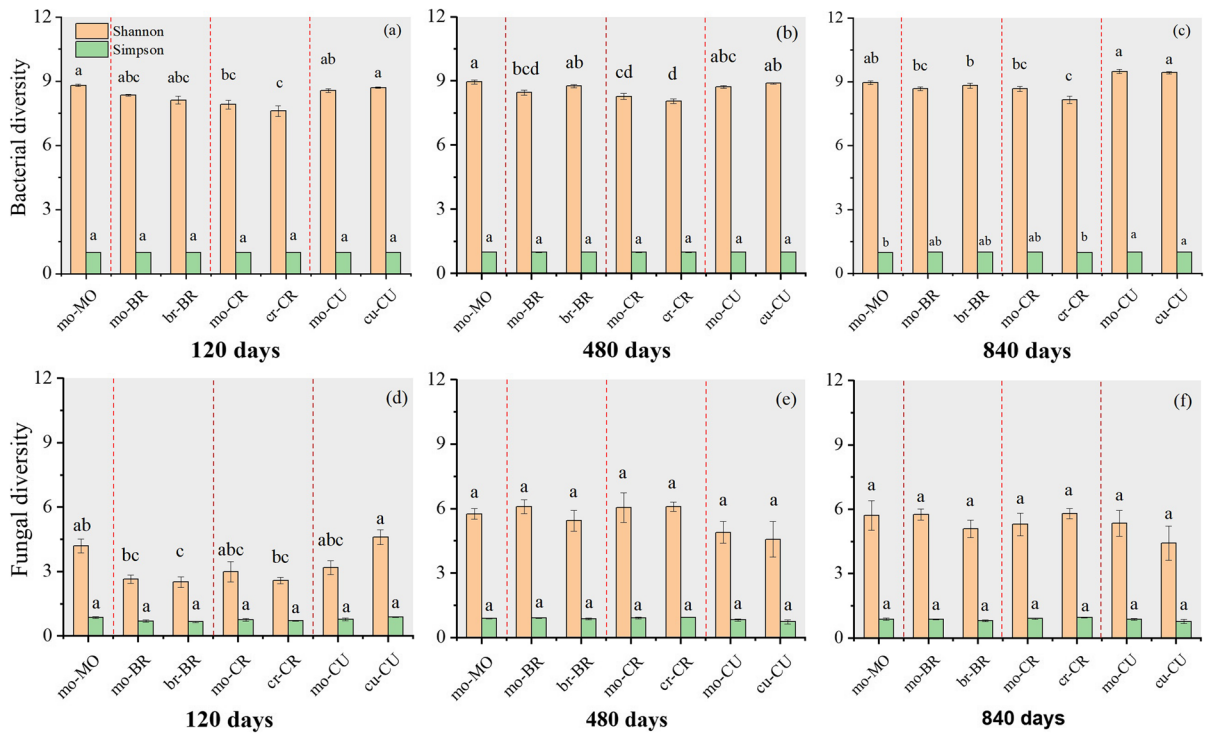 12
9
6
3
0
Bacterial diversity
Shannon
Simpson
(a)
a abc abc bc c ab a
a a a a a a a
mo-MO mo-BR br-BR mo-CR cr-CR mo-CU cu-CU
120 days
12
9
6
3
0
(b)
a bcd ab cd d abc ab
a a a a a a a
mo-MO mo-BR br-BR mo-CR cr-CR mo-CU cu-CU
480 days
12
9
6
3
0
(c)
ab bc b bc c a a
b ab ab ab b a a
mo-MO mo-BR br-BR mo-CR cr-CR mo-CU cu-CU
840 days
12
9
6
3
0
Fungal diversity
(d)
ab bc c abc bc abc a
a a a a a a a
mo-MO mo-BR br-BR mo-CR cr-CR mo-CU cu-CU
120 days
12
9
6
3
0
(e)
a a a a a a a
a a a a a a a
mo-MO mo-BR br-BR mo-CR cr-CR mo-CU cu-CU
480 days
12
9
6
3
0
(f)
a a a a a a a
a a a a a a a
mo-MO mo-BR br-BR mo-CR cr-CR mo-CU cu-CU
840 days